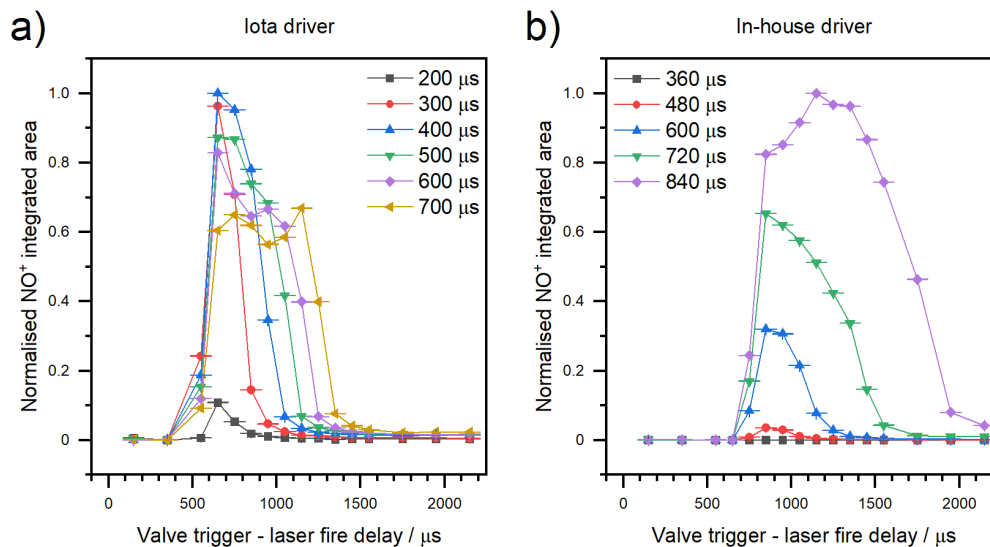 a)
Iota driver
200 μs
300 μs
400 μs
500 μs
600 μs
700 μs
1.0
0.8
0.6
0.4
0.2
0
Normalised NO⁺ integrated area
0
500
1000
1500
2000
Valve trigger - laser fire delay / μs
b)
In-house driver
360 μs
480 μs
600 μs
720 μs
840 μs
1.0
0.8
0.6
0.4
0.2
0
Normalised NO⁺ integrated area
0
500
1000
1500
2000
Valve trigger - laser fire delay / μs